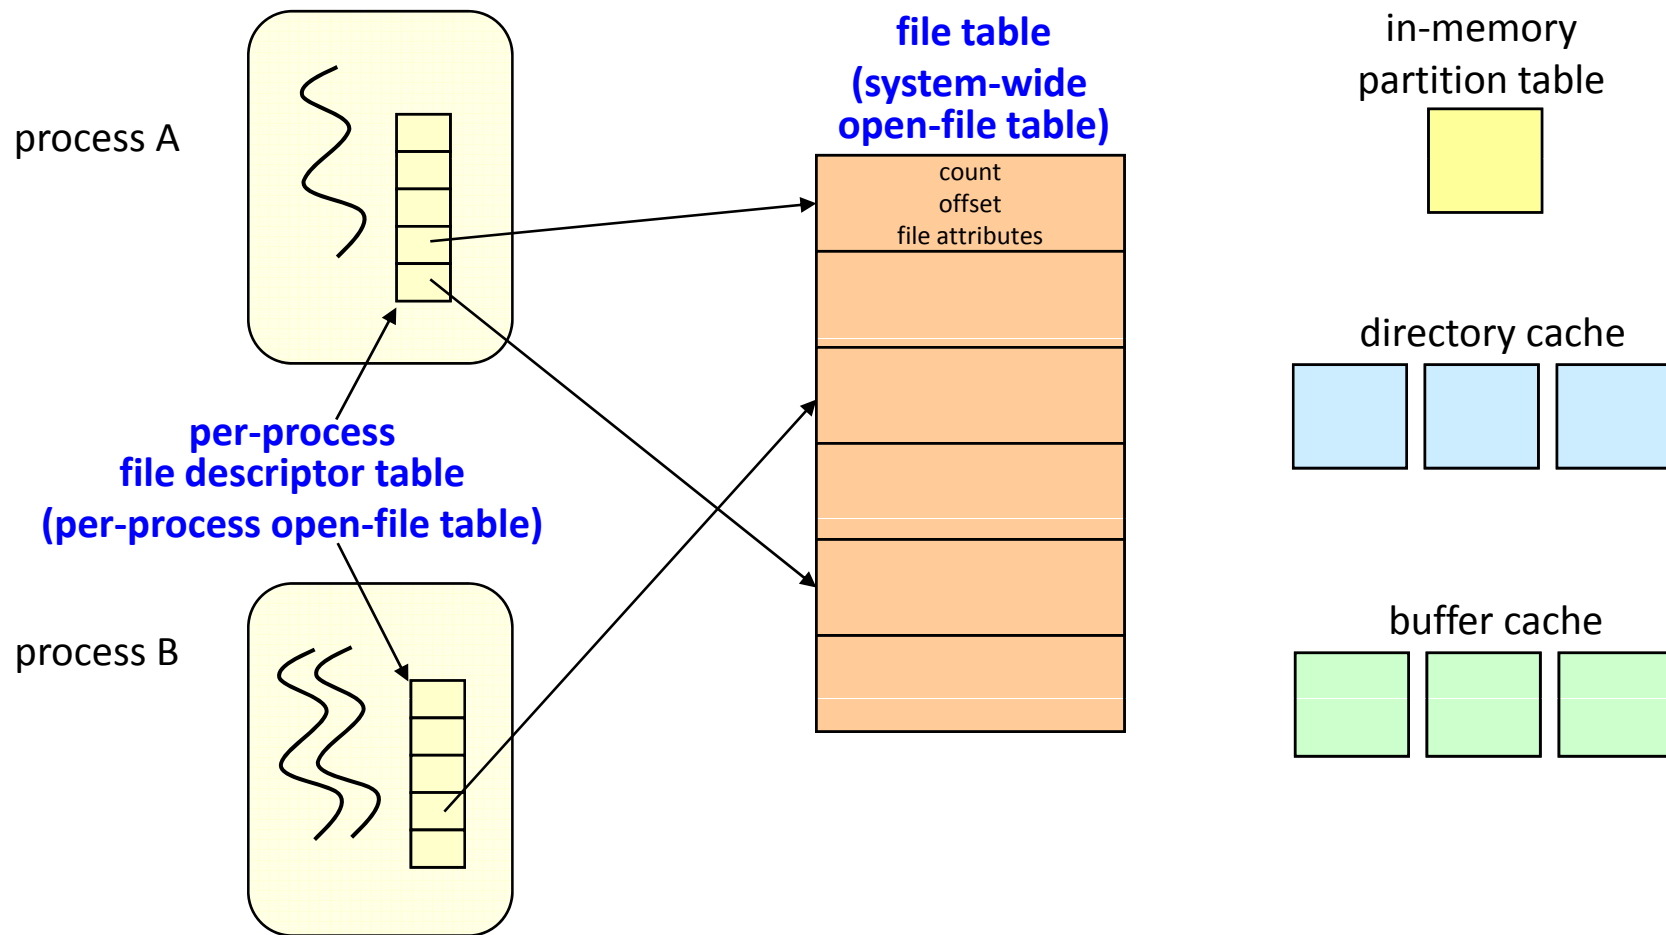 process A
per-process
file descriptor table
(per-process open-file table)
process B
file table
(system-wide
open-file table)
count
offset
file attributes
in-memory
partition table
directory cache
buffer cache